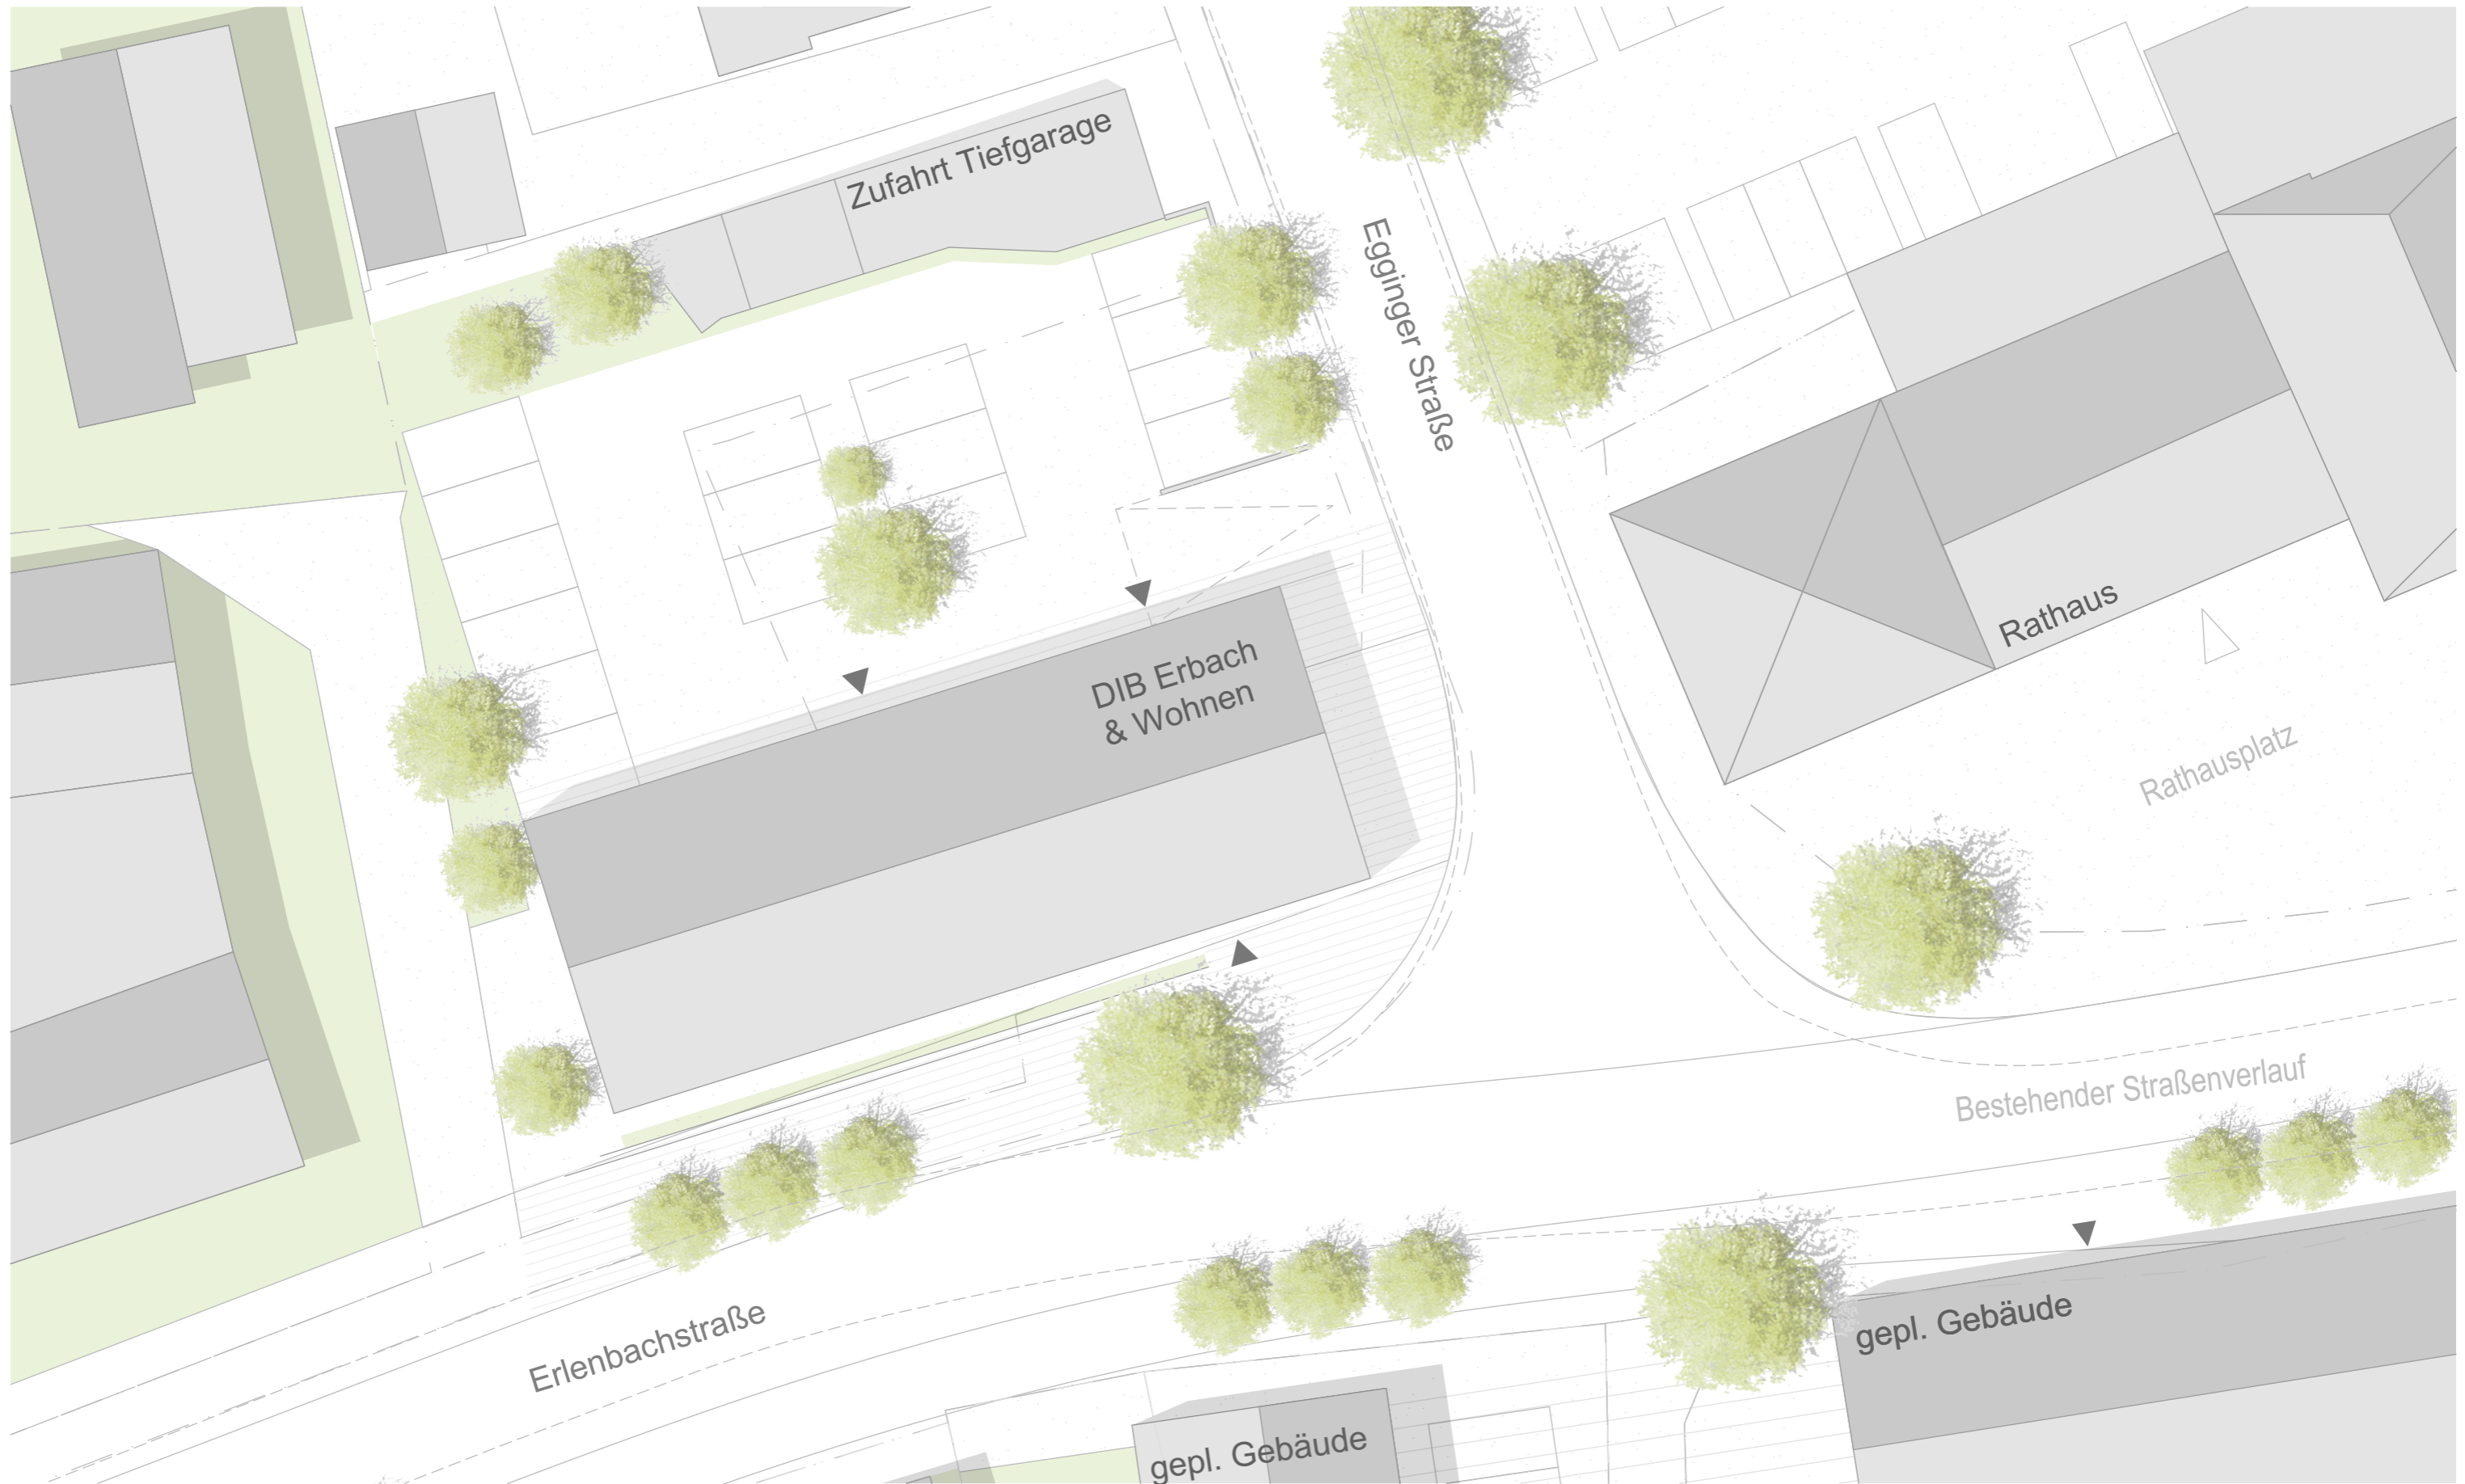 Zufahrt Tiefgarage
Egginger Straße
DIB Erbach
& Wohnen
Rathaus
Rathausplatz
Bestehender Straßenverlauf
Erlenbachstraße
gepl. Gebäude
gepl. Gebäude